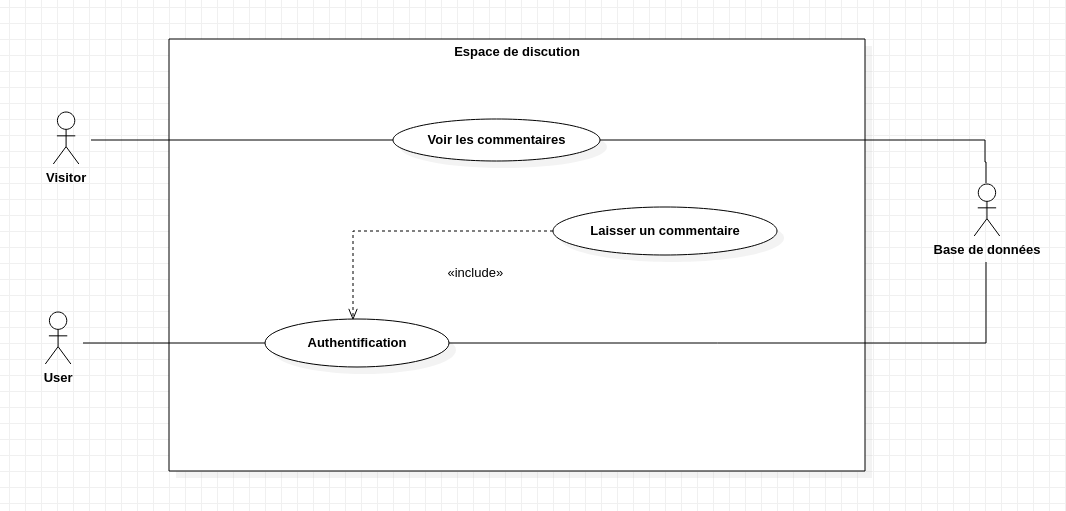 Espace de discution
Voir les commentaires
Visitor
Laisser un commentaire
Base de données
«include»
Authentification
User